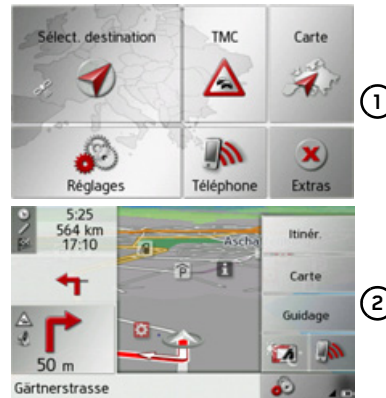 Sélect. destination
TMC
Carte
1
Réglages
Téléphone
Extras
5:25
564 km
17:10
Ascha
P
i
Itinér.
Carte
Guidage
2
50 m
Gärtnerstrasse